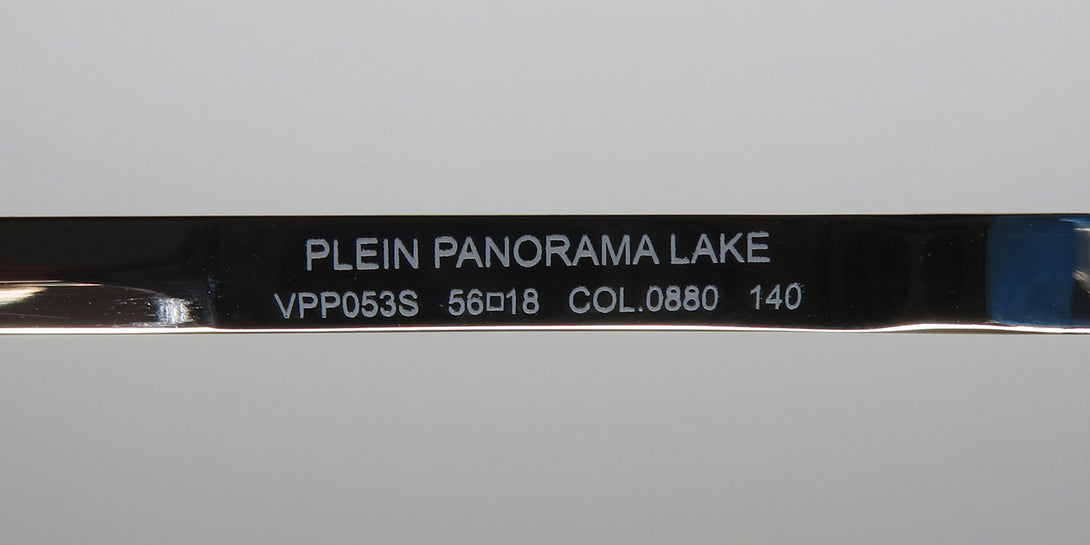 PLEIN PANORAMA LAKE
VPP053S 56□18 COL.0880 140